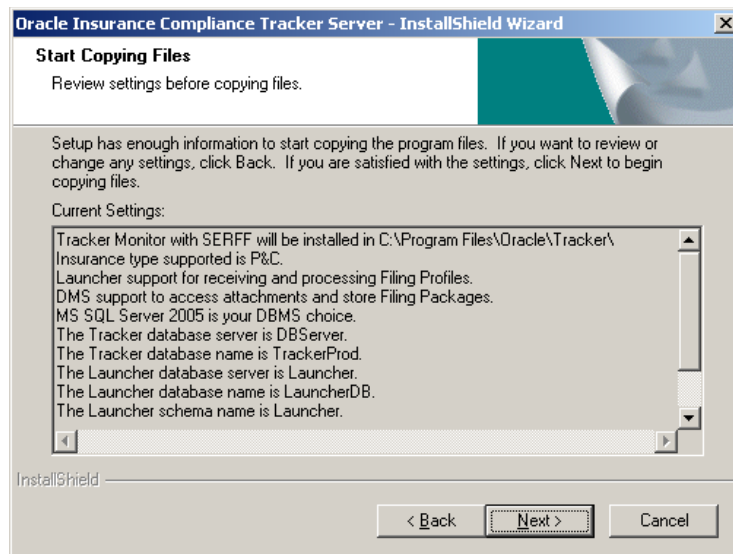 Oracle Insurance Compliance Tracker Server - InstallShield Wizard
Start Copying Files
Review settings before copying files.
Setup has enough information to start copying the program files. If you want to review or
change any settings, click Back. If you are satisfied with the settings, click Next to begin
copying files.
Current Settings:
Tracker Monitor with SERFF will be installed in C:\Program Files\Oracle\Tracker\
Insurance type supported is P&C.
Launcher support for receiving and processing Filing Profiles.
DMS support to access attachments and store Filing Packages.
MS SQL Server 2005 is your DBMS choice.
The Tracker database server is DBServer.
The Tracker database name is TrackerProd.
The Launcher database server is Launcher.
The Launcher database name is LauncherDB.
The Launcher schema name is Launcher.
InstallShield
< Back Next > Cancel